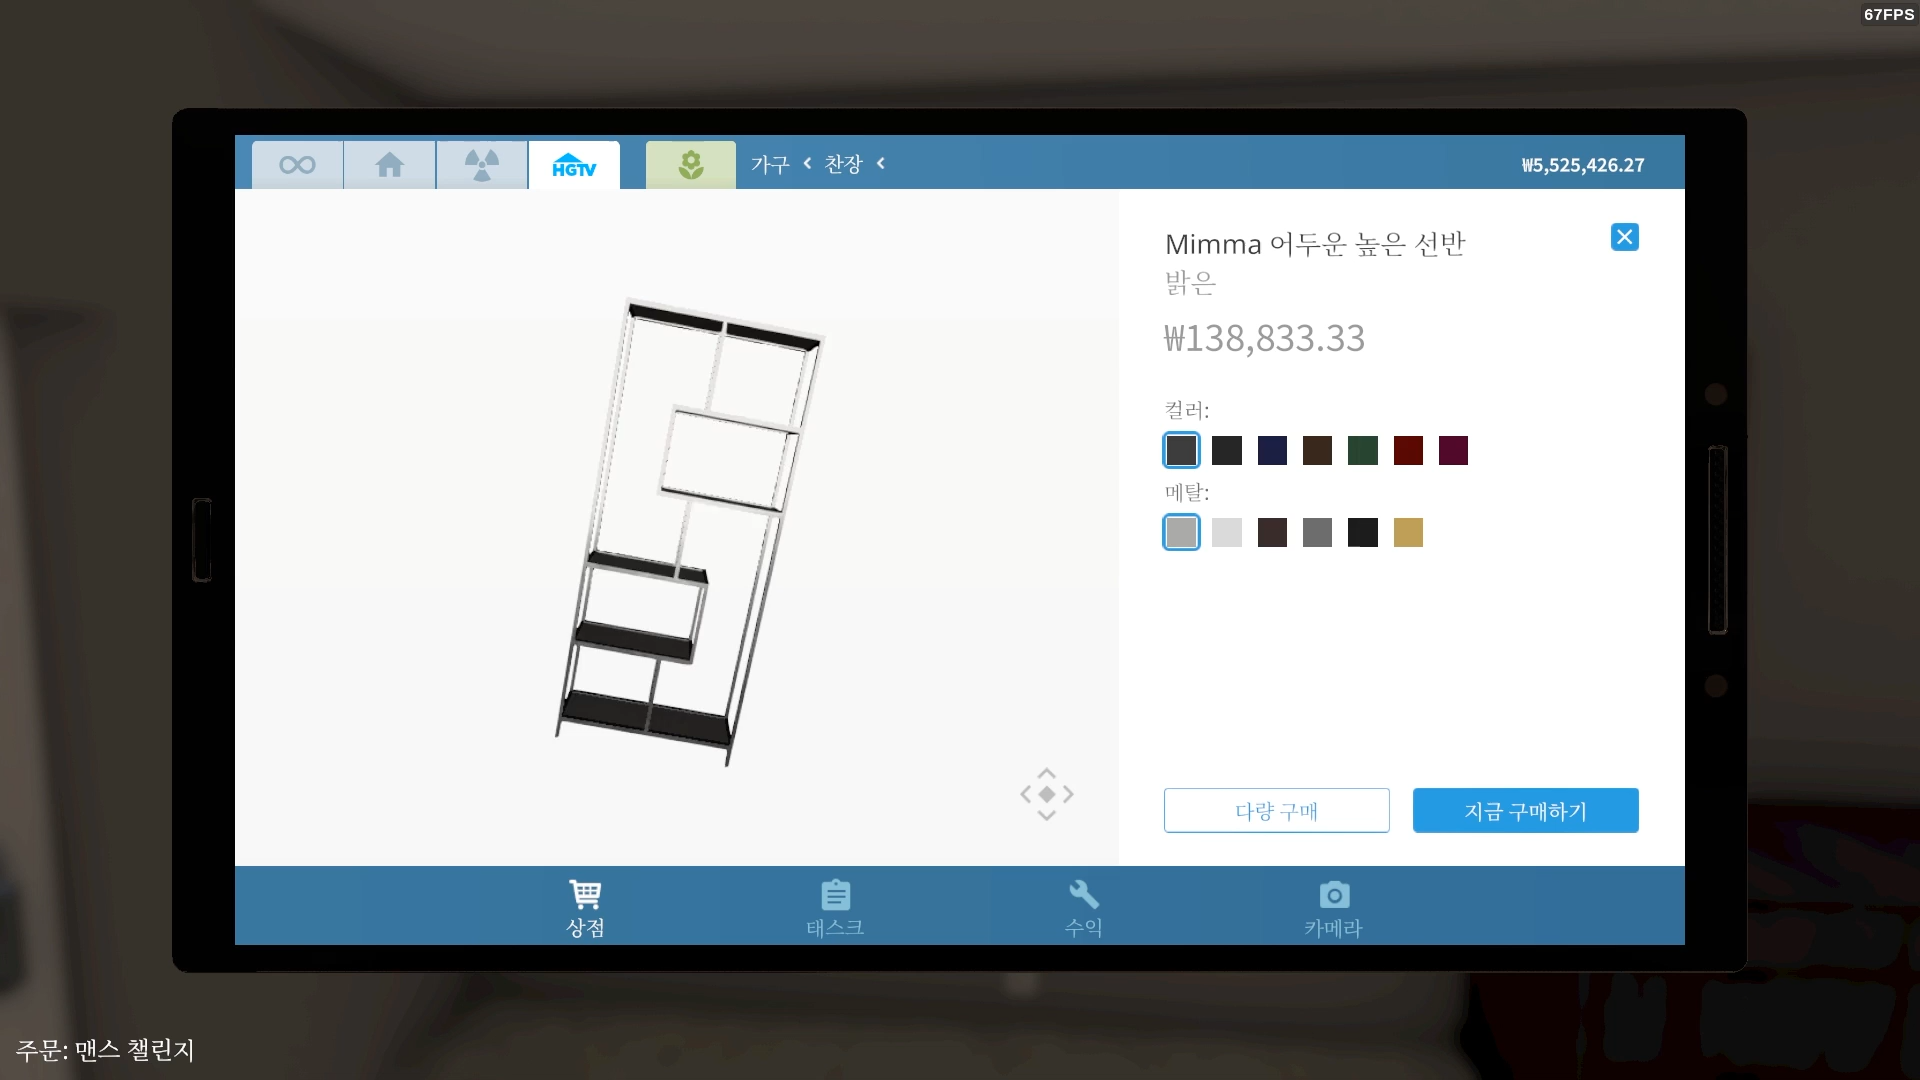 67FPS
HGTV
가구 < 찬장 <
₩5,525,426.27
Mimma 어두운 높은 선반
밝은
₩138,833.33
컬러:
메탈:
다량 구매
지금 구매하기
상점
태스크
수익
카메라
주문: 맨스 챌린지